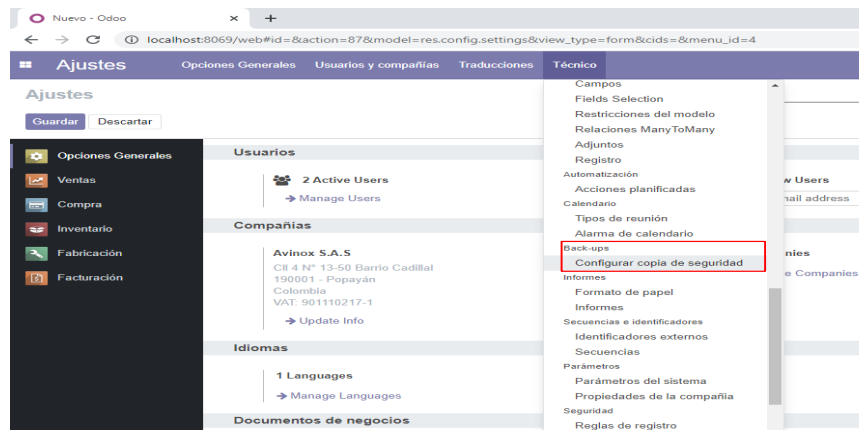 Nuevo - Odoo
localhost:8069/web#id=&action=87&model=res.config.settings&view_type=form&cids=&menu_id=4
Ajustes Opciones Generales Usuarios y compañías Traducciones Técnico
Ajustes
Guardar Descartar
Opciones Generales
Ventas
Compra
Inventario
Fabricación
Facturación
Usuarios
2 Active Users
Manage Users
Compañías
Avinox S.A.S
Cll 4 N° 13-50 Barrio Cadillal
190001 - Popayán
Colombia
VAT: 901110217-1
Update Info
Idiomas
1 Languages
Manage Languages
Documentos de negocios
Campos
Fields Selection
Restricciones del modelo
Relaciones ManyToMany
Adjuntos
Registro
Automatización
Acciones planificadas
Calendario
Tipos de reunión
Alarma de calendario
Back-ups
Configurar copia de seguridad
Informes
Formato de papel
Informes
Secuencias e identificadores
Identificadores externos
Secuencias
Parámetros
Parámetros del sistema
Propiedades de la compañía
Seguridad
Reglas de registro
w Users
nail address
nies
e Companies